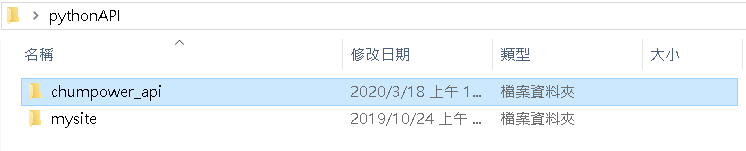 pythonAPI
名稱 修改日期 類型 大小
chumpower_api 2020/3/18 上午 1... 檔案資料夾
mysite 2019/10/24 上午 ... 檔案資料夾